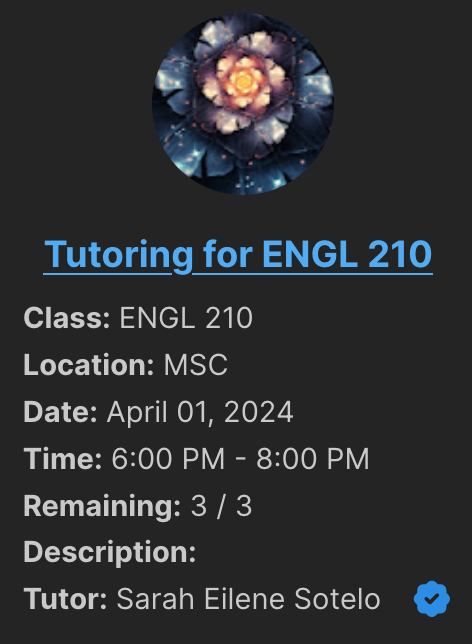 Tutoring for ENGL 210
Class: ENGL 210
Location: MSC
Date: April 01, 2024
Time: 6:00 PM - 8:00 PM
Remaining: 3 / 3
Description:
Tutor: Sarah Eilene Sotelo